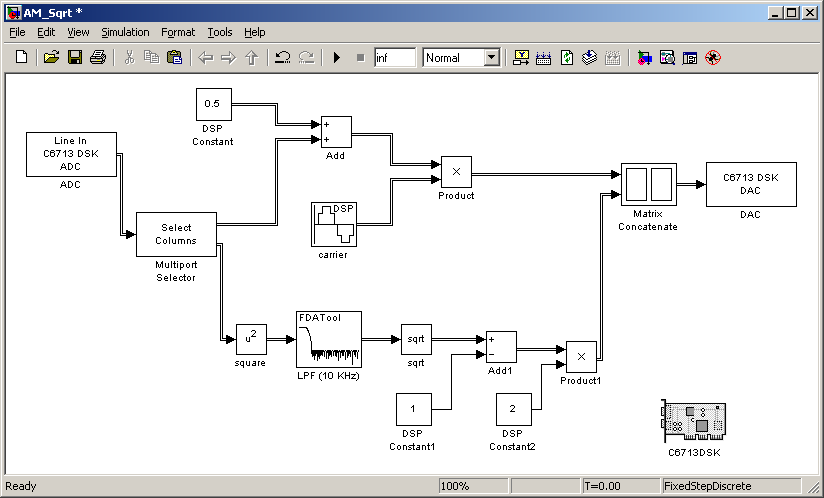 AM_Sqrt *
File Edit View Simulation Format Tools Help
inf Normal
0.5
DSP
Constant
Line In
C6713 DSK
ADC
ADC
+
+
Add
×
Product
Select
Columns
Multiport
Selector
DSP
carrier
Matrix
Concatenate
C6713 DSK
DAC
DAC
u2
square
FDATool
LPF (10 KHz)
sqrt
sqrt
+
−
Add1
×
Product1
1
DSP
Constant1
2
DSP
Constant2
C6713DSK
Ready 100% T=0.00 FixedStepDiscrete